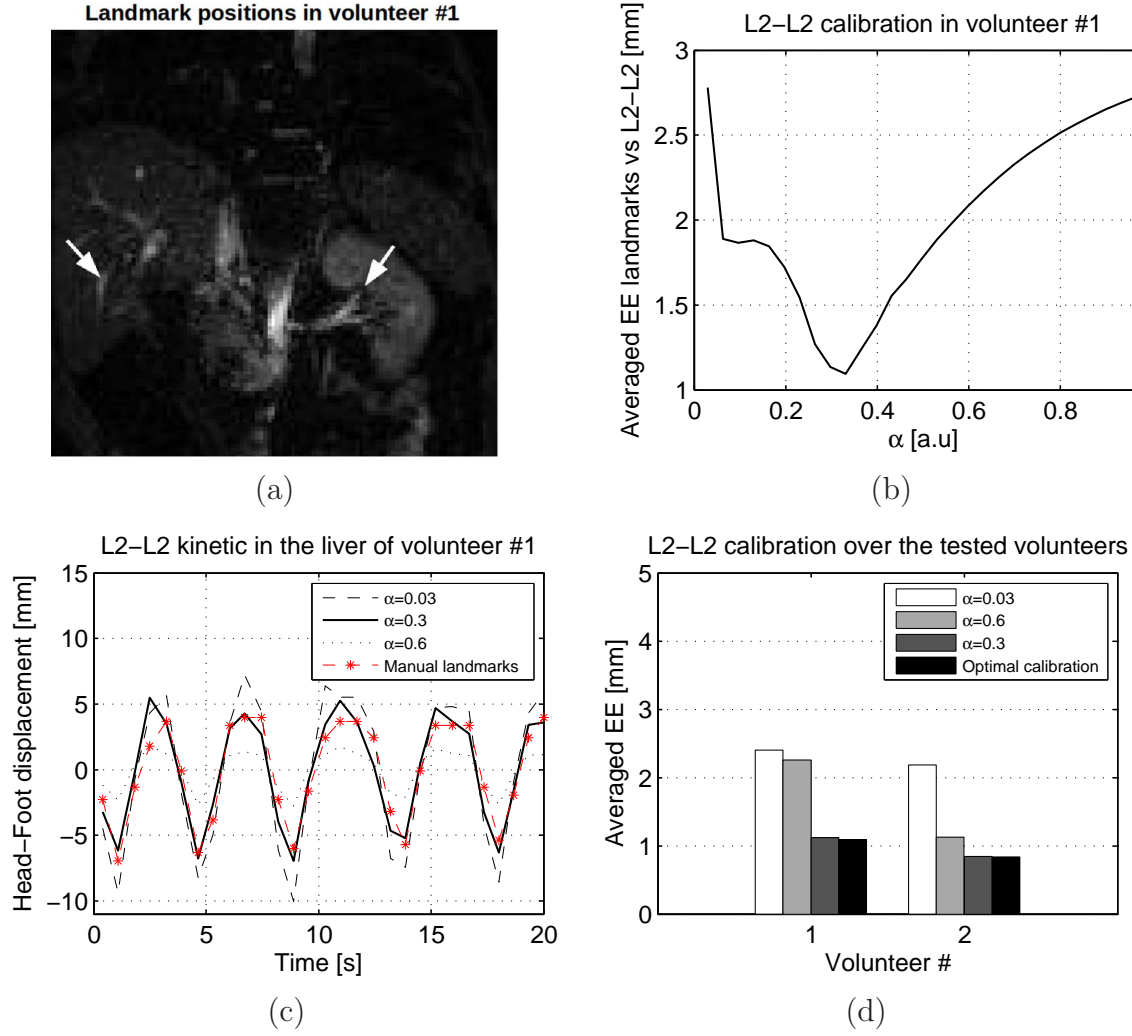 Landmark positions in volunteer #1
(a)
L2−L2 calibration in volunteer #1
Averaged EE landmarks vs L2−L2 [mm]
3
2.5
2
1.5
1
0
0.2
0.4
0.6
0.8
α [a.u]
(b)
L2−L2 kinetic in the liver of volunteer #1
Head−Foot displacement [mm]
15
10
5
0
−5
−10
α=0.03
α=0.3
α=0.6
Manual landmarks
0
5
10
15
20
Time [s]
(c)
L2−L2 calibration over the tested volunteers
Averaged EE [mm]
5
4
3
2
1
0
α=0.03
α=0.6
α=0.3
Optimal calibration
1
2
Volunteer #
(d)